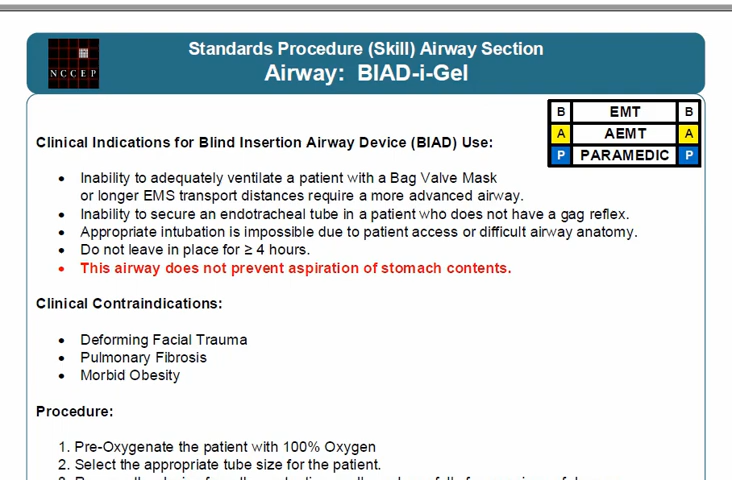 Standards Procedure (Skill) Airway Section
NCCEP
Airway: BIAD-i-Gel
B EMT B
A AEMT A
P PARAMEDIC P
Clinical Indications for Blind Insertion Airway Device (BIAD) Use:
• Inability to adequately ventilate a patient with a Bag Valve Mask
or longer EMS transport distances require a more advanced airway.
• Inability to secure an endotracheal tube in a patient who does not have a gag reflex.
• Appropriate intubation is impossible due to patient access or difficult airway anatomy.
• Do not leave in place for ≥ 4 hours.
• This airway does not prevent aspiration of stomach contents.
Clinical Contraindications:
• Deforming Facial Trauma
• Pulmonary Fibrosis
• Morbid Obesity
Procedure:
1. Pre-Oxygenate the patient with 100% Oxygen
2. Select the appropriate tube size for the patient.